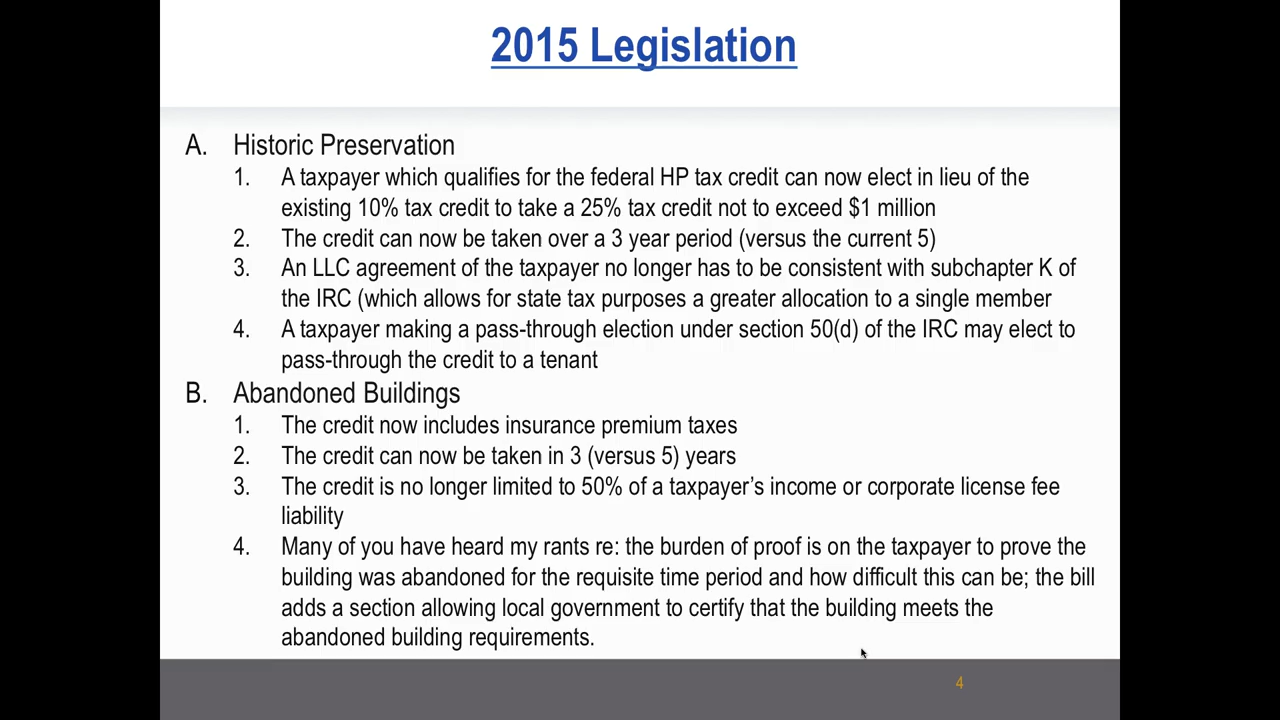 2015 Legislation
A. Historic Preservation
1. A taxpayer which qualifies for the federal HP tax credit can now elect in lieu of the
existing 10% tax credit to take a 25% tax credit not to exceed $1 million
2. The credit can now be taken over a 3 year period (versus the current 5)
3. An LLC agreement of the taxpayer no longer has to be consistent with subchapter K of
the IRC (which allows for state tax purposes a greater allocation to a single member
4. A taxpayer making a pass-through election under section 50(d) of the IRC may elect to
pass-through the credit to a tenant
B. Abandoned Buildings
1. The credit now includes insurance premium taxes
2. The credit can now be taken in 3 (versus 5) years
3. The credit is no longer limited to 50% of a taxpayer’s income or corporate license fee
liability
4. Many of you have heard my rants re: the burden of proof is on the taxpayer to prove the
building was abandoned for the requisite time period and how difficult this can be; the bill
adds a section allowing local government to certify that the building meets the
abandoned building requirements.
4